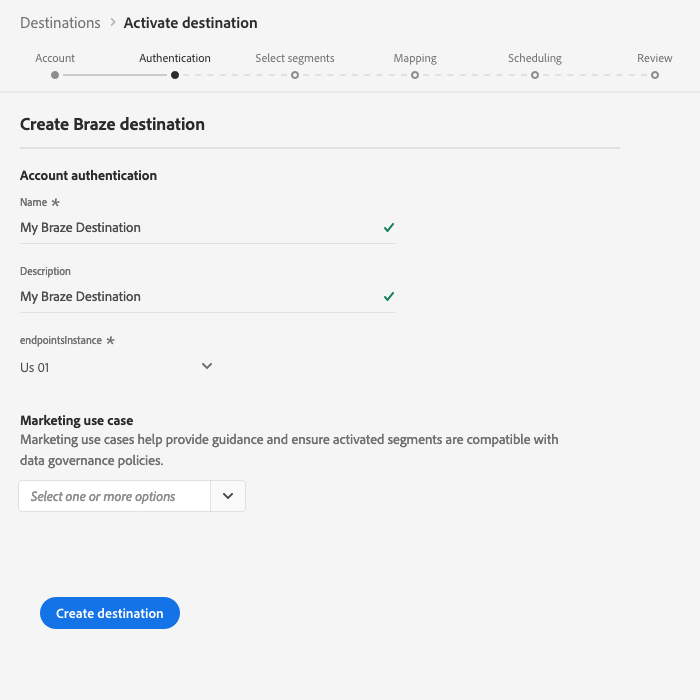 Destinations > Activate destination
Account Authentication Select segments Mapping Scheduling Review
Create Braze destination
Account authentication
Name *
My Braze Destination
Description
My Braze Destination
endpointsInstance *
Us 01
Marketing use case
Marketing use cases help provide guidance and ensure activated segments are compatible with
data governance policies.
Select one or more options
Create destination